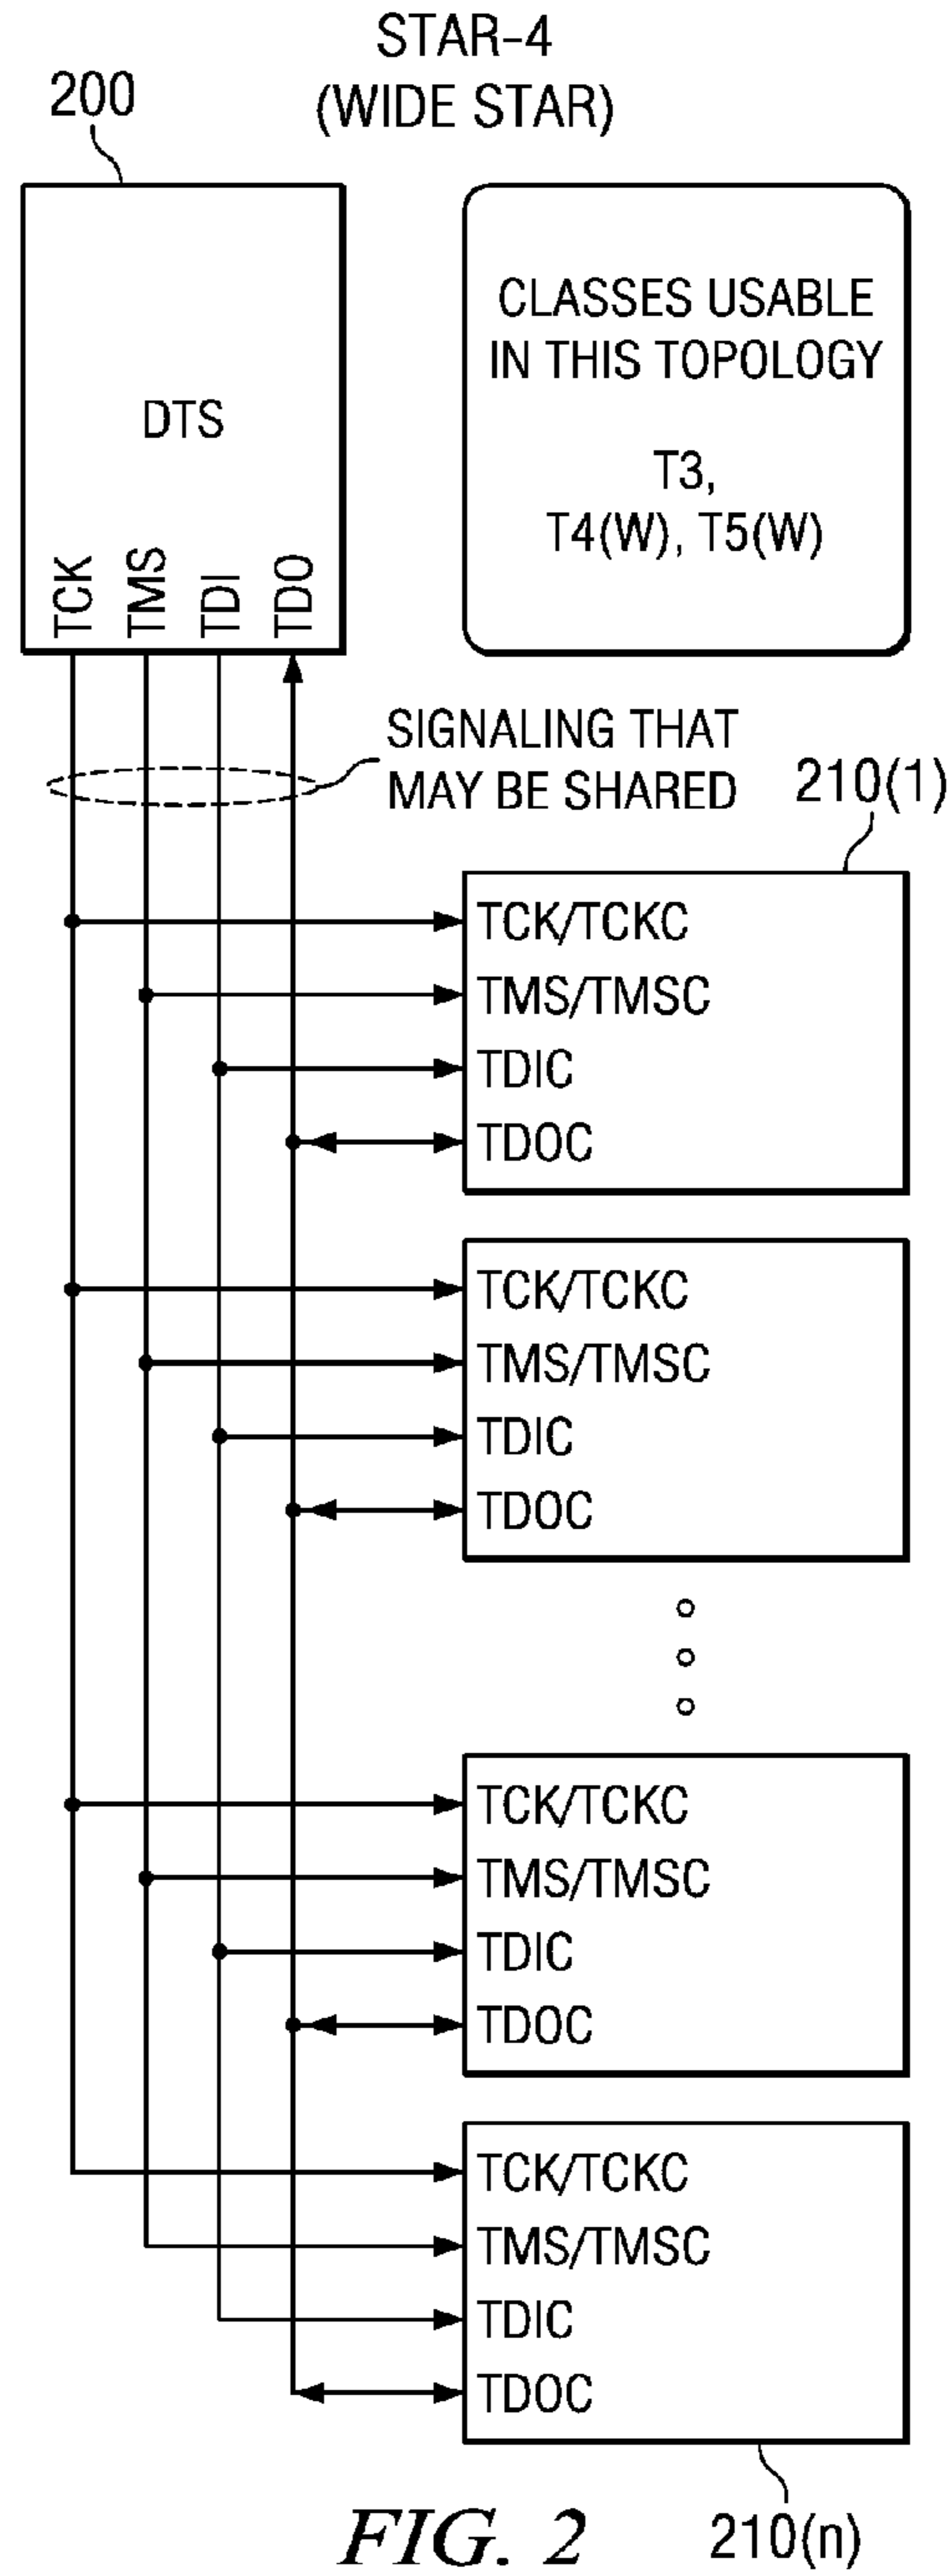 STAR-4
(WIDE STAR)
200
DTS
TCK
TMS
TDI
TDO
CLASSES USABLE
IN THIS TOPOLOGY
T3,
T4(W), T5(W)
SIGNALING THAT
MAY BE SHARED
210(1)
TCK/TCKC
TMS/TMSC
TDIC
TDOC
TCK/TCKC
TMS/TMSC
TDIC
TDOC
TCK/TCKC
TMS/TMSC
TDIC
TDOC
TCK/TCKC
TMS/TMSC
TDIC
TDOC
210(n)
FIG. 2